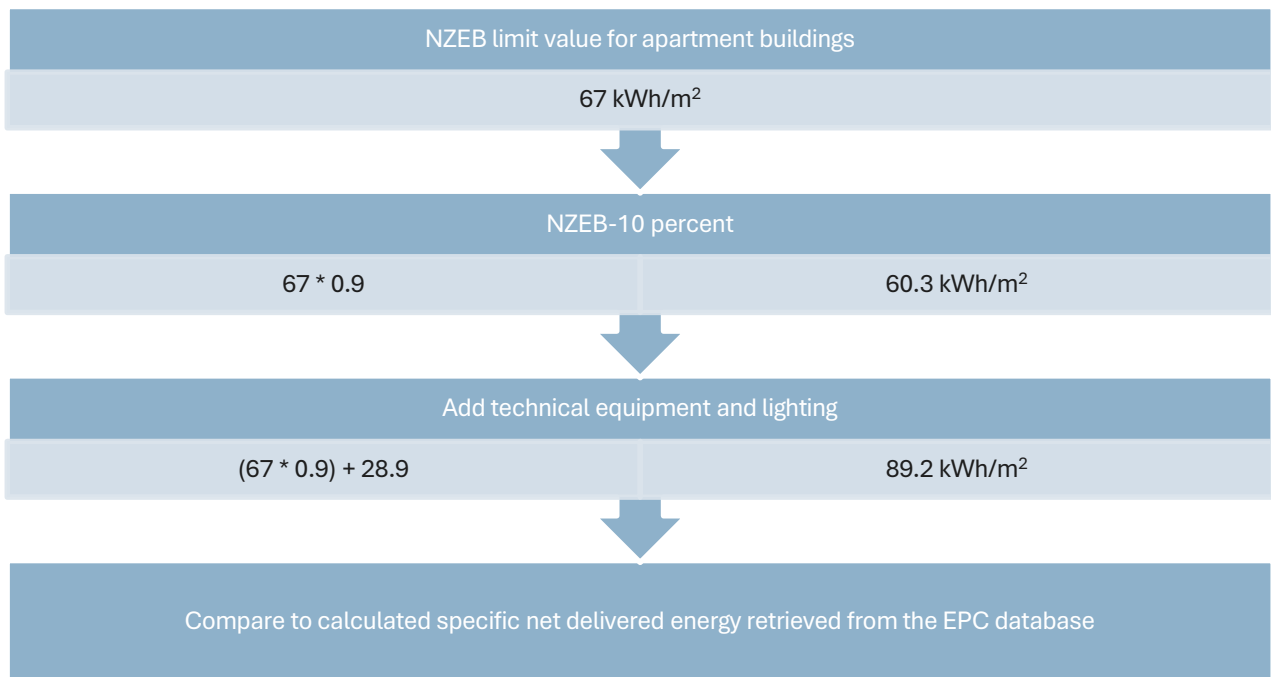 NZEB limit value for apartment buildings
67 kWh/m²
NZEB-10 percent
67 * 0.9
60.3 kWh/m²
Add technical equipment and lighting
(67 * 0.9) + 28.9
89.2 kWh/m²
Compare to calculated specific net delivered energy retrieved from the EPC database